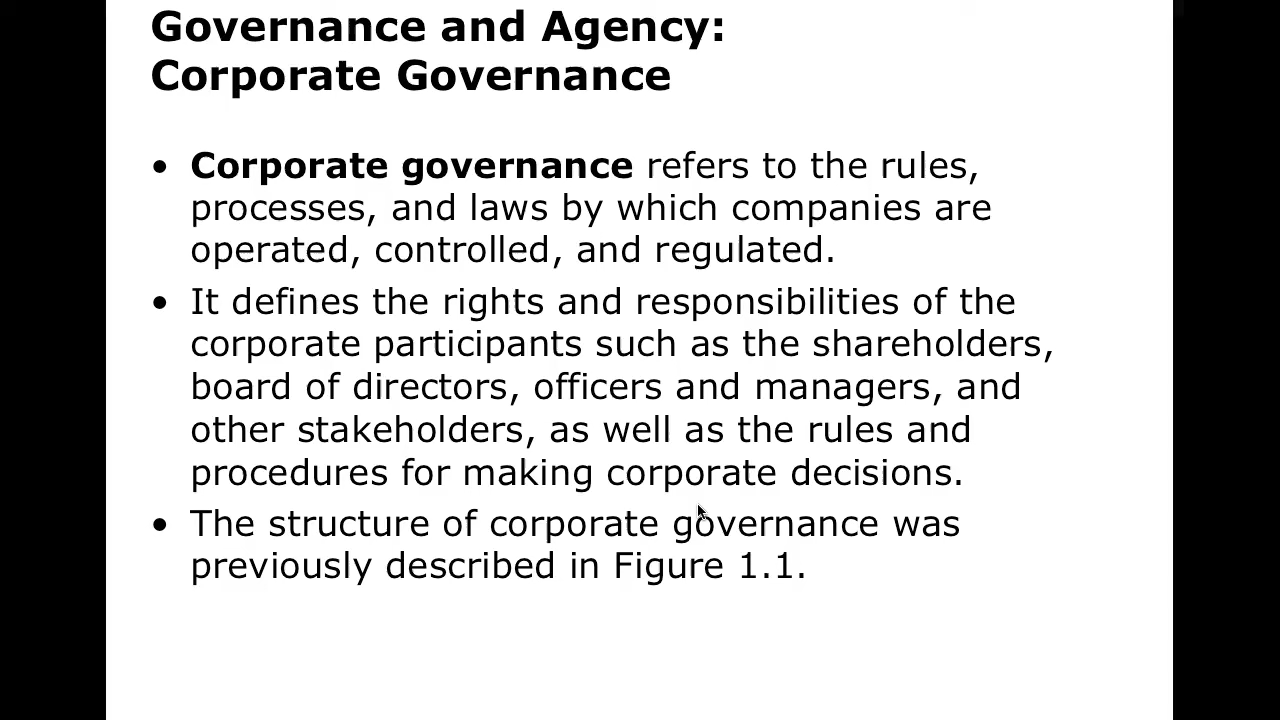 Governance and Agency:
Corporate Governance
• Corporate governance refers to the rules,
processes, and laws by which companies are
operated, controlled, and regulated.
• It defines the rights and responsibilities of the
corporate participants such as the shareholders,
board of directors, officers and managers, and
other stakeholders, as well as the rules and
procedures for making corporate decisions.
• The structure of corporate governance was
previously described in Figure 1.1.